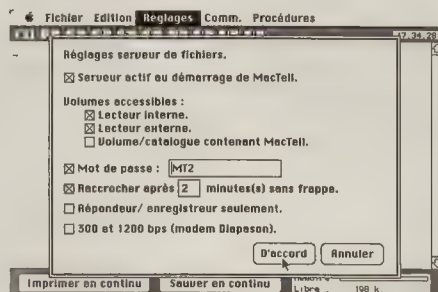 Fichier Edition Réglages Comm. Procédures
17.34.28
Réglages serveur de fichiers.
Serveur actif au démarrage de MacTell.
Volumes accessibles :
Lecteur interne.
Lecteur externe.
Volume/catalogue contenant MacTell.
Mot de passe : MT2
Raccrocher après 2 minutes(s) sans frappe.
Répondeur/ enregistreur seulement.
300 et 1200 bps (modem Diapason).
D'accord Annuler
Imprimer en continu Sauver en continu
Libre 198 k